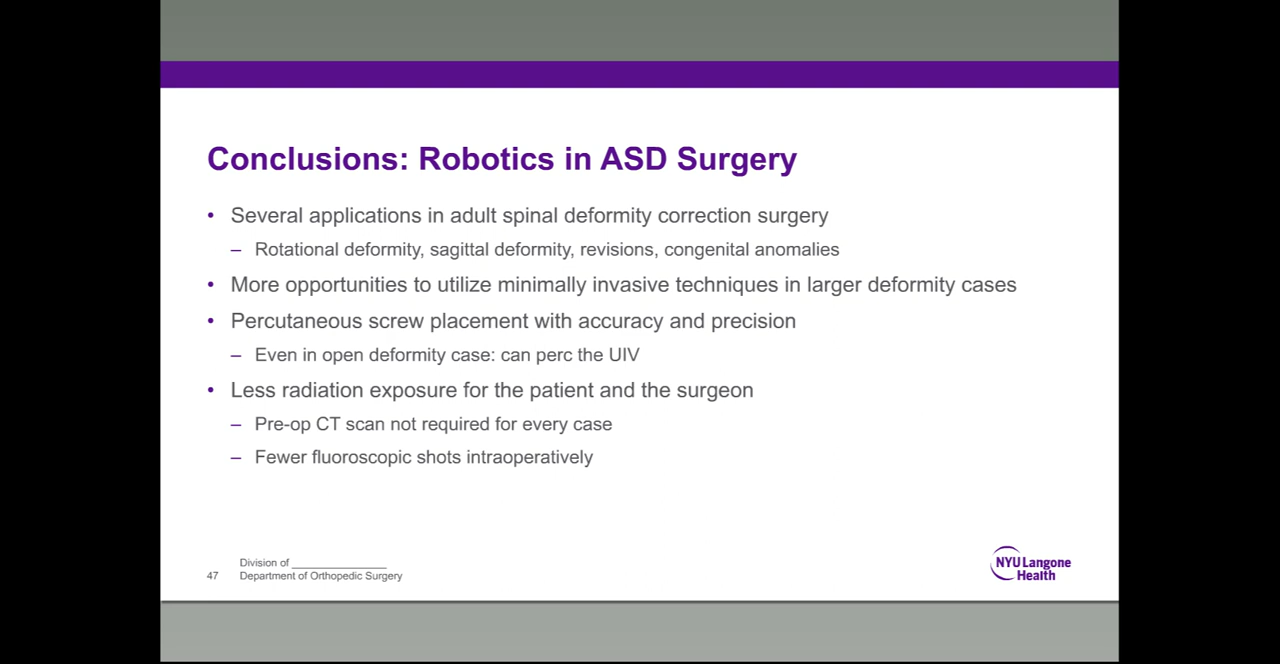 Conclusions: Robotics in ASD Surgery
• Several applications in adult spinal deformity correction surgery
– Rotational deformity, sagittal deformity, revisions, congenital anomalies
• More opportunities to utilize minimally invasive techniques in larger deformity cases
• Percutaneous screw placement with accuracy and precision
– Even in open deformity case: can perc the UIV
• Less radiation exposure for the patient and the surgeon
– Pre-op CT scan not required for every case
– Fewer fluoroscopic shots intraoperatively
Division of ________________
47 Department of Orthopedic Surgery
NYU Langone
Health